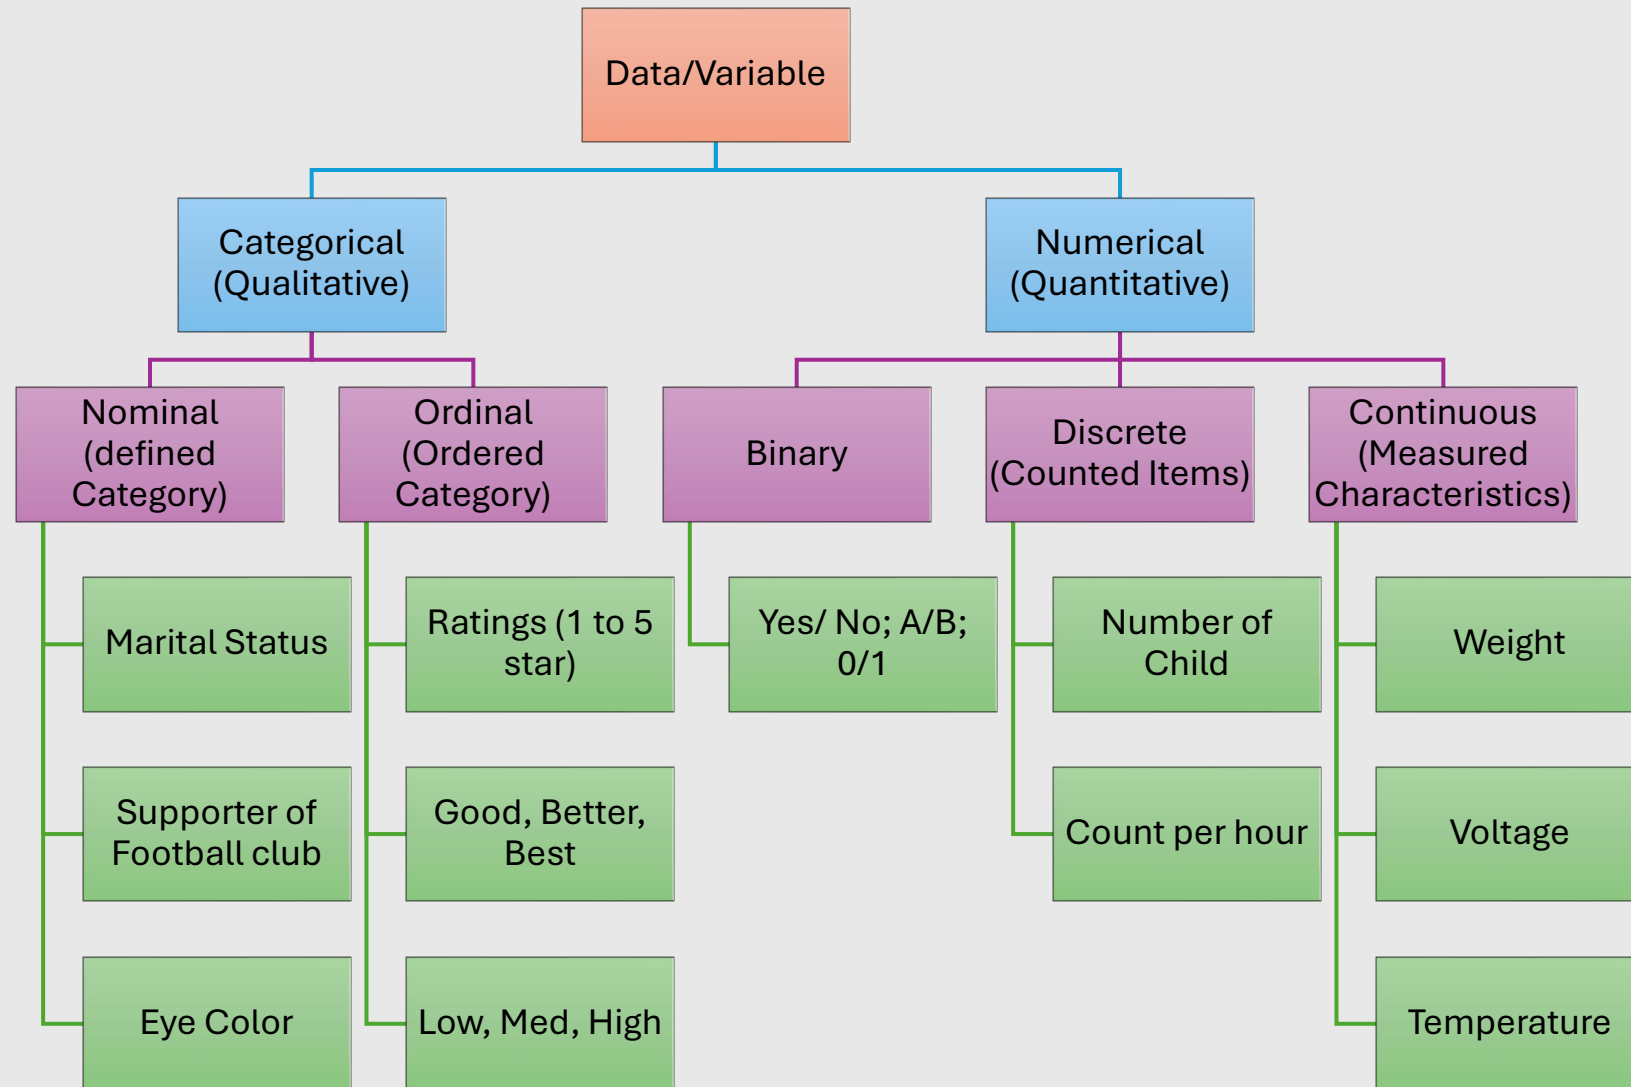 Data/Variable
Categorical
(Qualitative)
Numerical
(Quantitative)
Nominal
(defined
Category)
Ordinal
(Ordered
Category)
Binary
Discrete
(Counted Items)
Continuous
(Measured
Characteristics)
Marital Status
Ratings (1 to 5
star)
Yes/ No; A/B;
0/1
Number of
Child
Weight
Supporter of
Football club
Good, Better,
Best
Count per hour
Voltage
Eye Color
Low, Med, High
Temperature